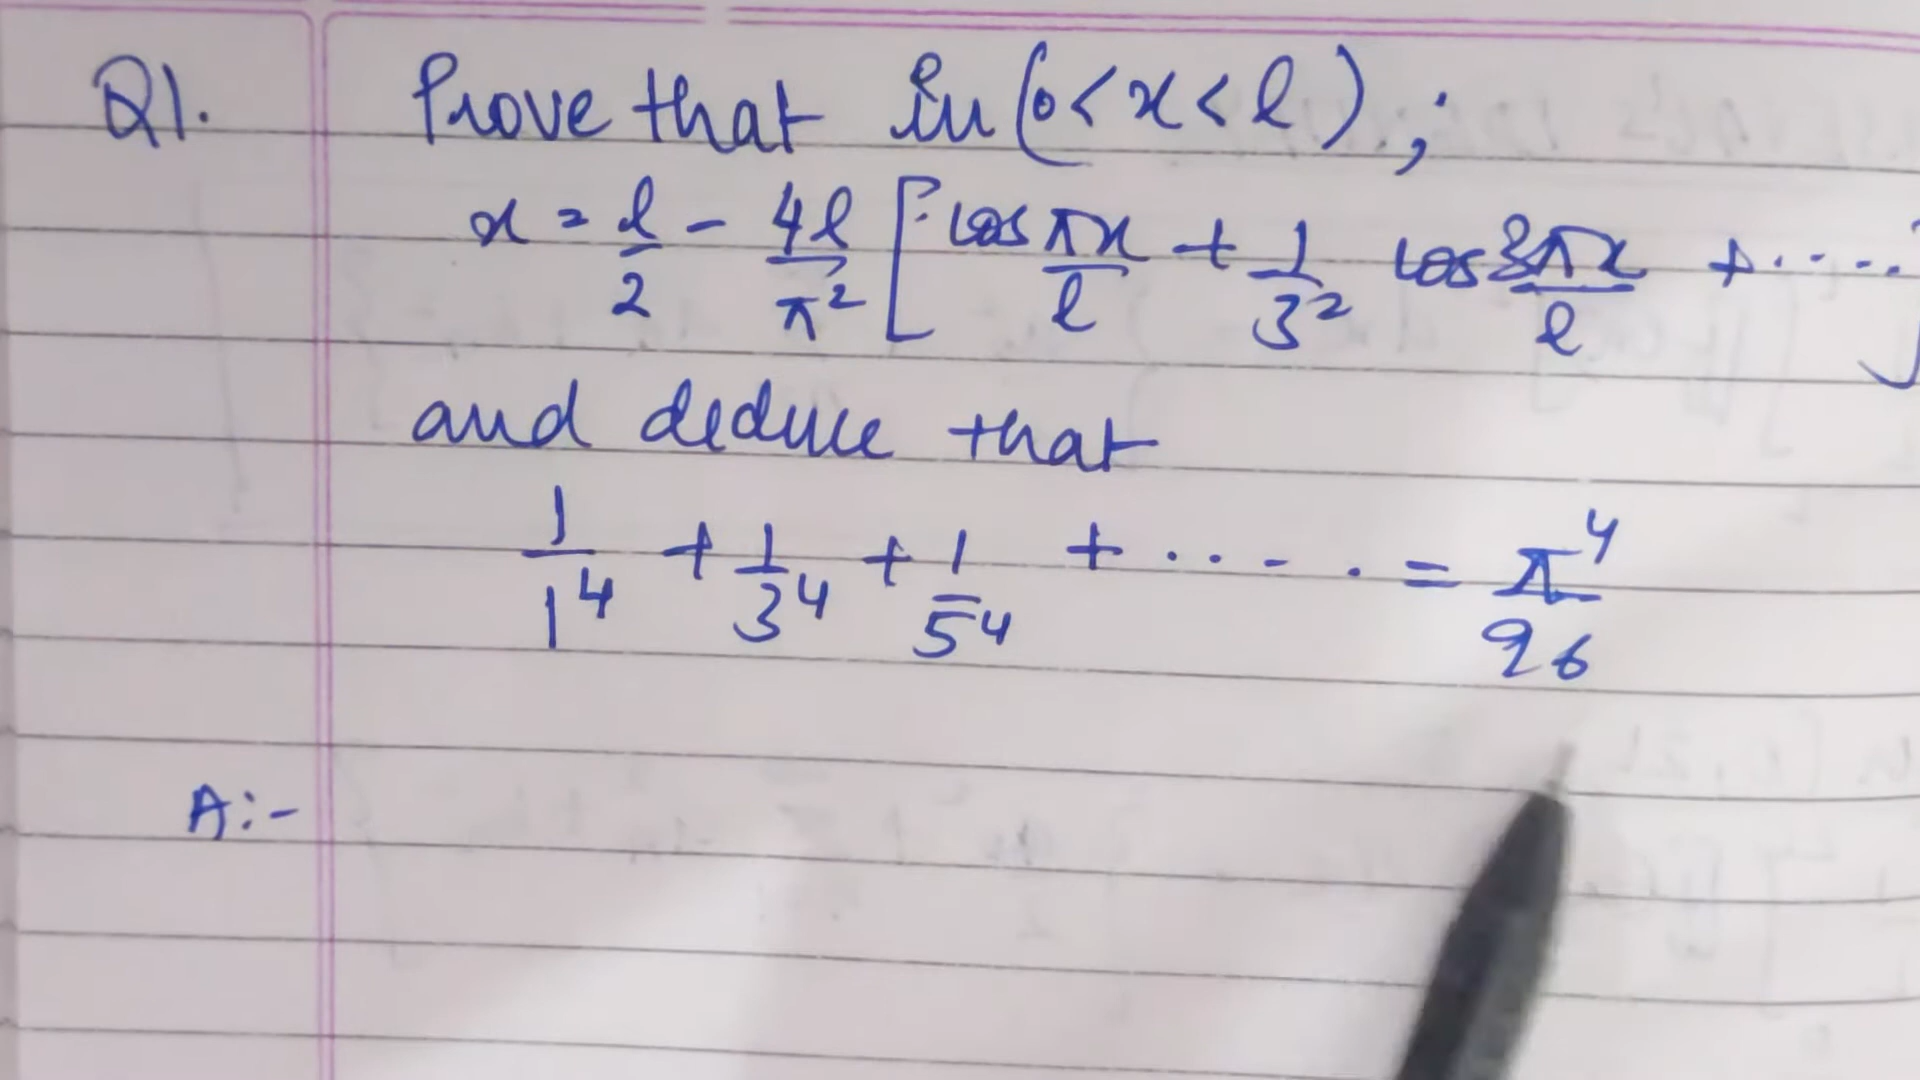 Q1. Prove that in (0<x<l) ;
x = l/2 - 4l/π² [ cos πx/l + 1/3² cos 3πx/l + ..... ]
and deduce that
1/1⁴ + 1/3⁴ + 1/5⁴ + ..... = π⁴/96
A:-